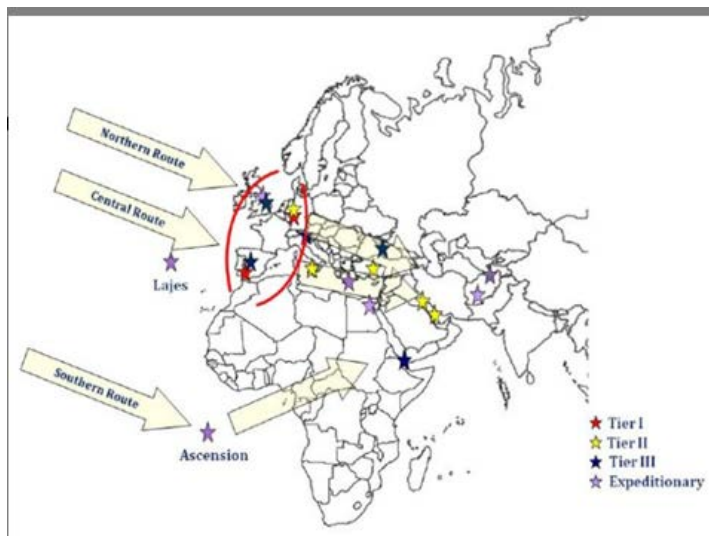 Northern Route
Central Route
Lajes
Southern Route
Ascension
Tier I
Tier II
Tier III
Expeditionary